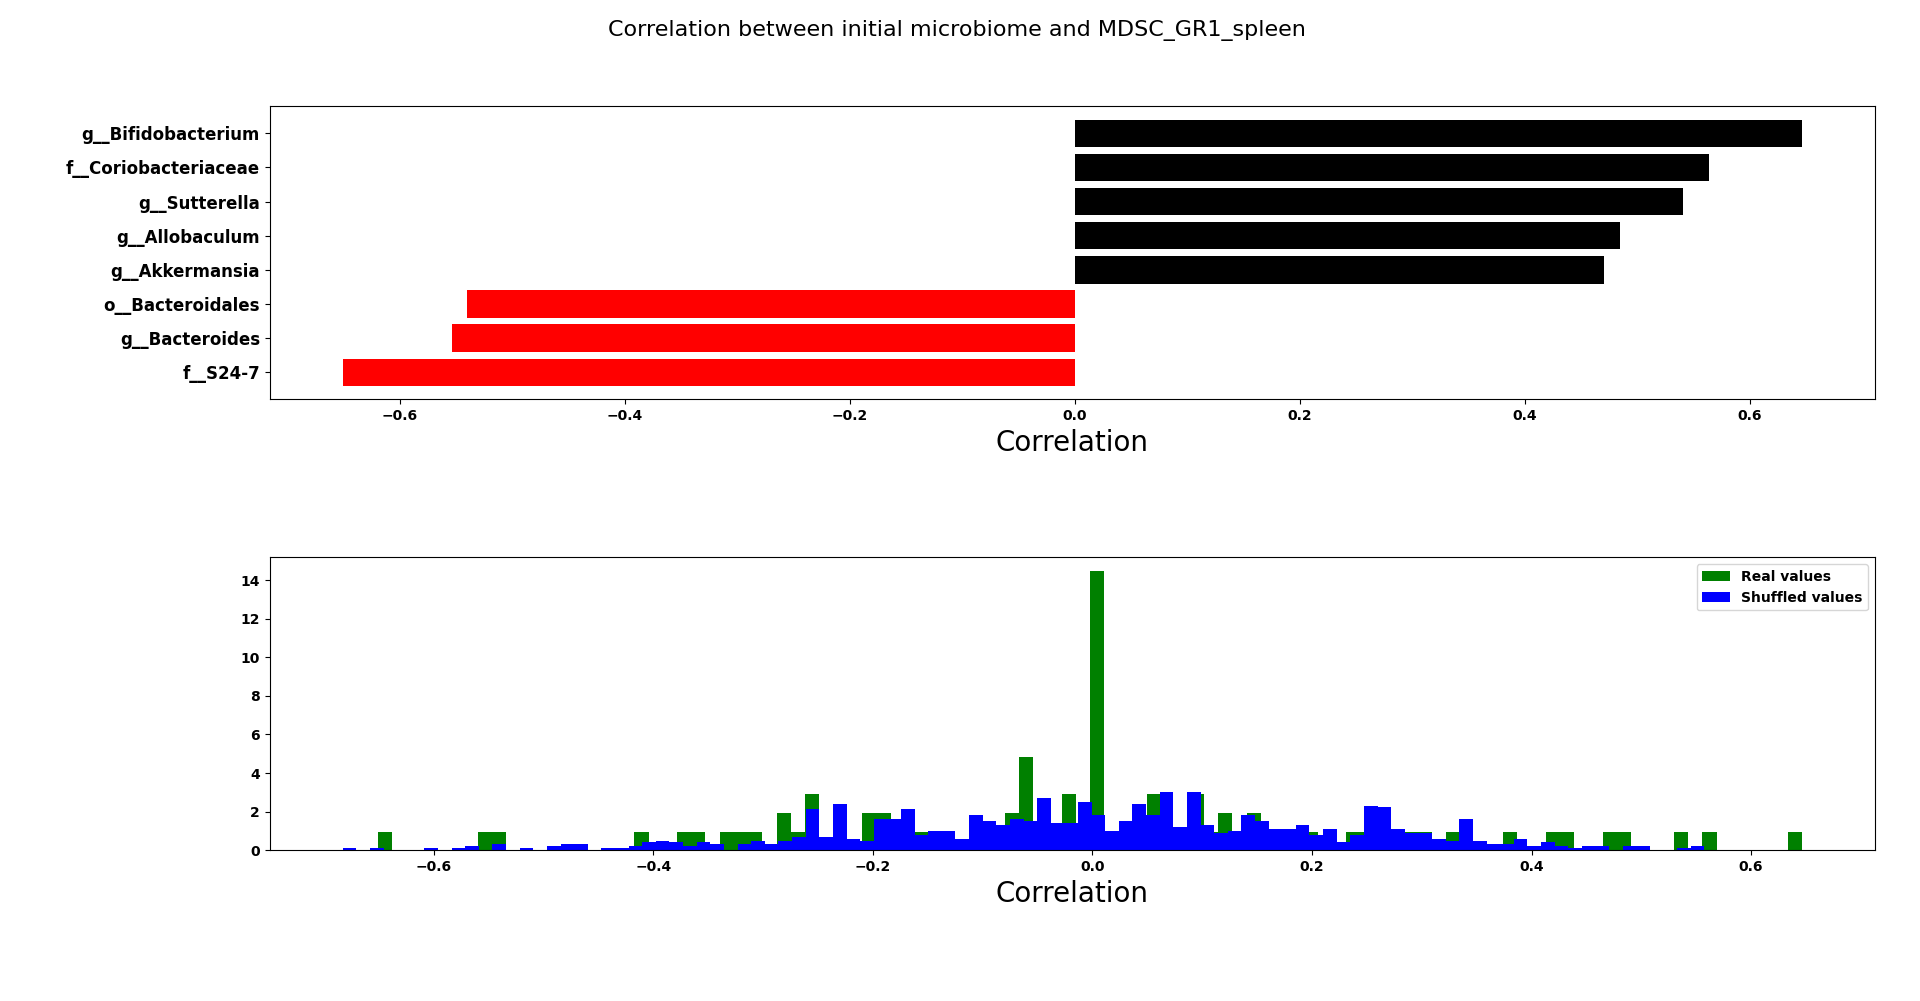 Correlation between initial microbiome and MDSC_GR1_spleen
g__Bifidobacterium
f__Coriobacteriaceae
g__Sutterella
g__Allobaculum
g__Akkermansia
o__Bacteroidales
g__Bacteroides
f__S24-7
−0.6 −0.4 −0.2 0.0 0.2 0.4 0.6
Correlation
Real values
Shuffled values
14
12
10
8
6
4
2
0
−0.6 −0.4 −0.2 0.0 0.2 0.4 0.6
Correlation